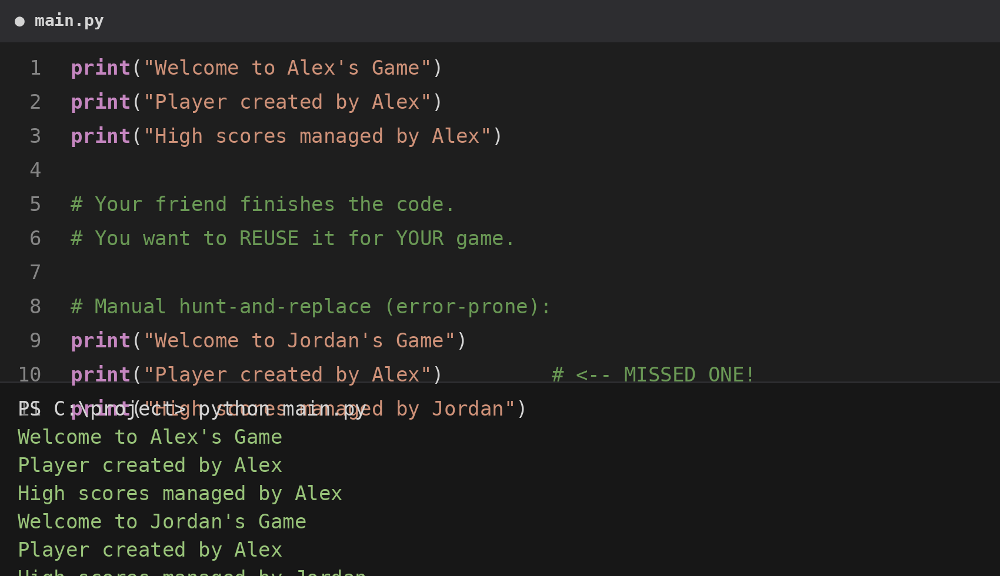 ● main.py
1 print("Welcome to Alex's Game")
2 print("Player created by Alex")
3 print("High scores managed by Alex")
4
5 # Your friend finishes the code.
6 # You want to REUSE it for YOUR game.
7
8 # Manual hunt-and-replace (error-prone):
9 print("Welcome to Jordan's Game")
10 print("Player created by Alex")         # <-- MISSED ONE!
11 print("High scores managed by Jordan")
PS C:\project> python main.py
Welcome to Alex's Game
Player created by Alex
High scores managed by Alex
Welcome to Jordan's Game
Player created by Alex
High scores managed by Jordan